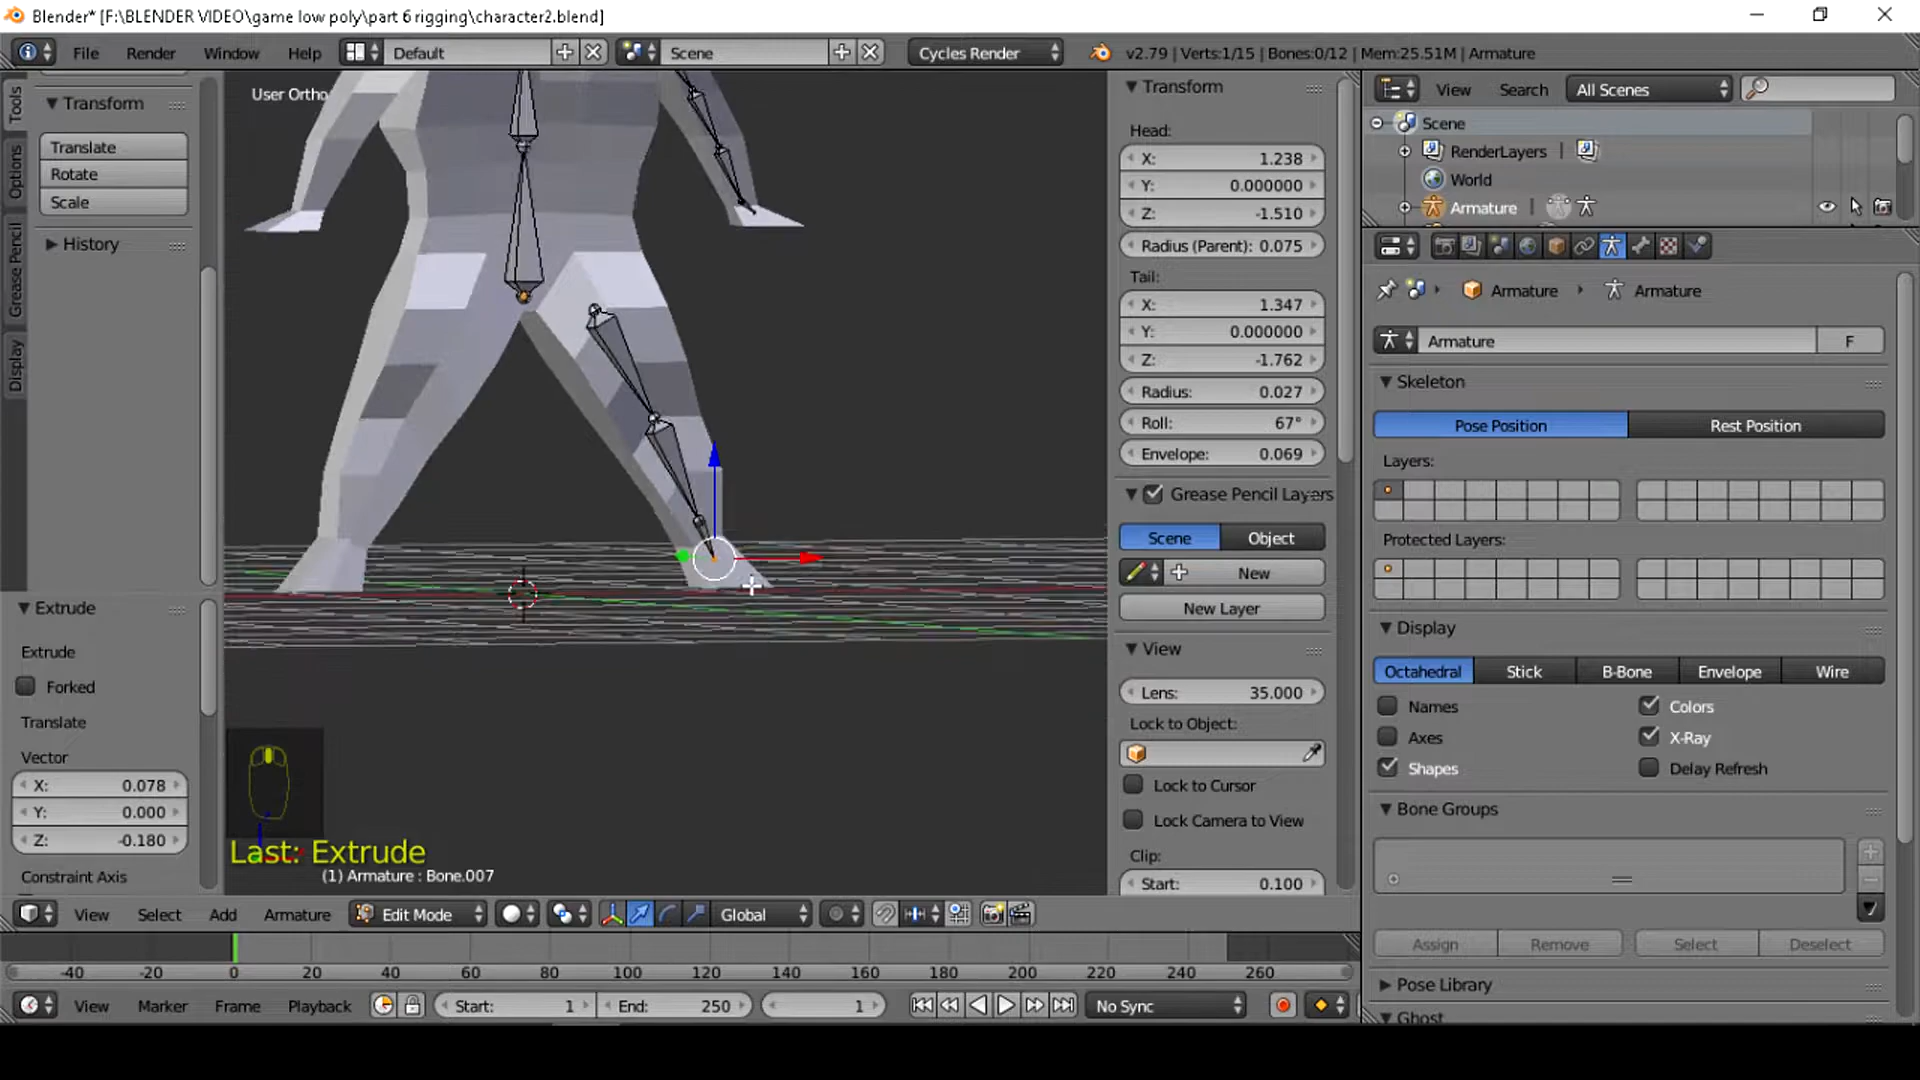 Blender* [F:\BLENDER VIDEO\game low poly\part 6 rigging\character2.blend]
File Render Window Help Default Scene Cycles Render v2.79 | Verts:1/15 | Bones:0/12 | Mem:25.51M | Armature
Tools
Options
Grease Pencil
Display
Transform
Translate
Rotate
Scale
History
Extrude
Extrude
Forked
Translate
Vector
X: 0.078
Y: 0.000
Z: -0.180
Constraint Axis
User Ortho
Last: Extrude
(1) Armature : Bone.007
Transform
Head:
X: 1.238
Y: 0.000000
Z: -1.510
Radius (Parent): 0.075
Tail:
X: 1.347
Y: 0.000000
Z: -1.762
Radius: 0.027
Roll: 67°
Envelope: 0.069
Grease Pencil Layers
Scene Object
New
New Layer
View
Lens: 35.000
Lock to Object:
Lock to Cursor
Lock Camera to View
Clip:
Start: 0.100
View Search All Scenes
Scene
RenderLayers |
World
Armature |
Armature Armature
Armature F
Skeleton
Pose Position Rest Position
Layers:
Protected Layers:
Display
Octahedral Stick B-Bone Envelope Wire
Names Colors
Axes X-Ray
Shapes Delay Refresh
Bone Groups
Assign Remove Select Deselect
Pose Library
Ghost
View Select Add Armature Edit Mode Global
-40 -20 0 20 40 60 80 100 120 140 160 180 200 220 240 260
View Marker Frame Playback Start: 1 End: 250 1 No Sync